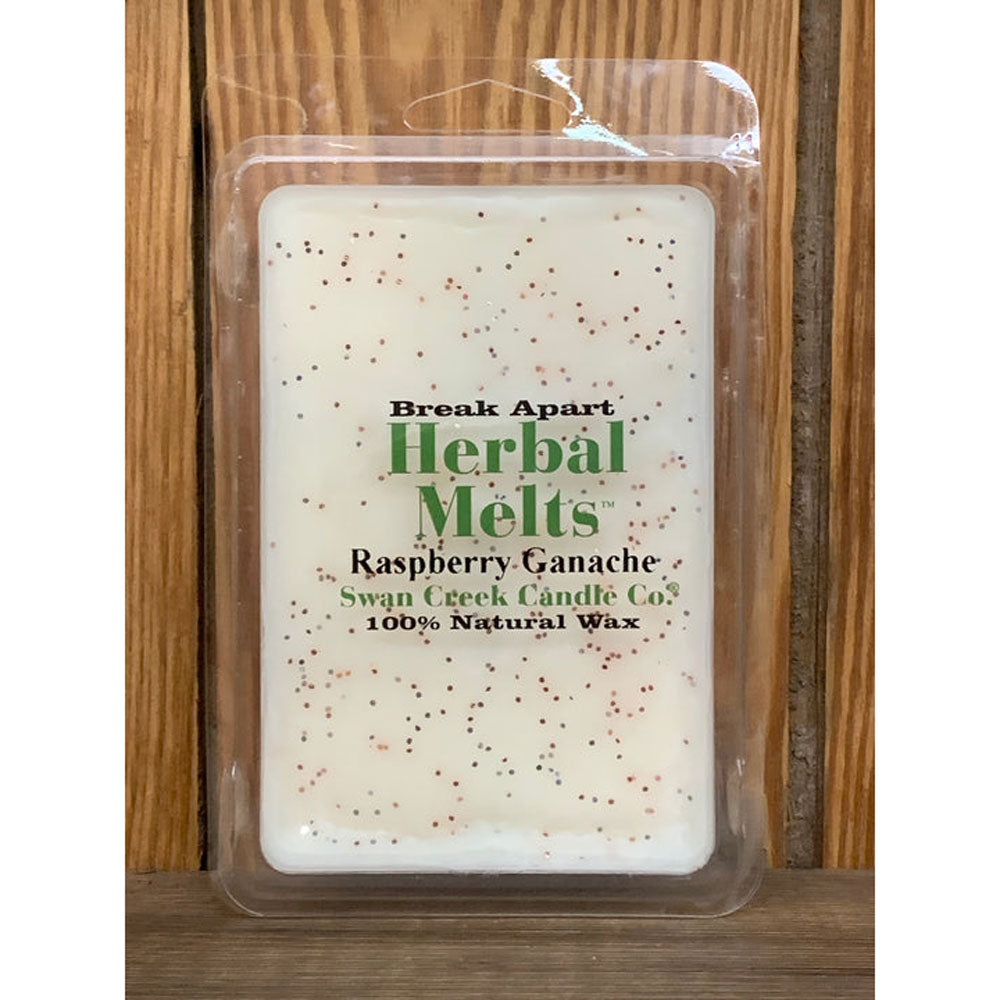 Break Apart
Herbal
Melts™
Raspberry Ganache
Swan Creek Candle Co.®
100% Natural Wax